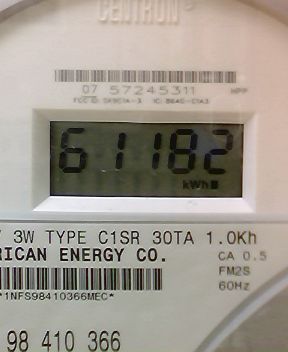 CENTRON®
07 57245311
61182
kWh
3W TYPE C1SR 30TA 1.0Kh
RICAN ENERGY CO.
CA 0.5
FM2S
60Hz
*1NFS98410366MEC*
98 410 366